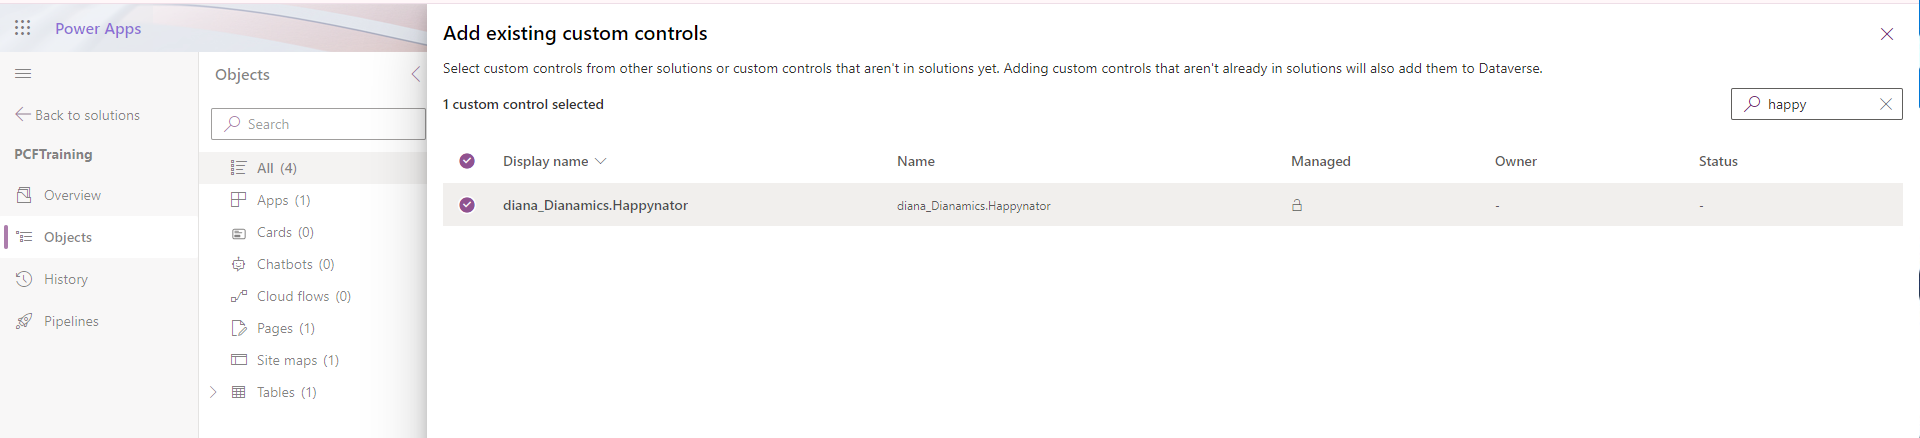 Power Apps
Back to solutions
PCFTraining
Overview
Objects
History
Pipelines
Objects
Search
All (4)
Apps (1)
Cards (0)
Chatbots (0)
Cloud flows (0)
Pages (1)
Site maps (1)
Tables (1)
Add existing custom controls
Select custom controls from other solutions or custom controls that aren't in solutions yet. Adding custom controls that aren't already in solutions will also add them to Dataverse.
1 custom control selected
happy
Display name Name Managed Owner Status
diana_Dianamics.Happynator diana_Dianamics.Happynator - -